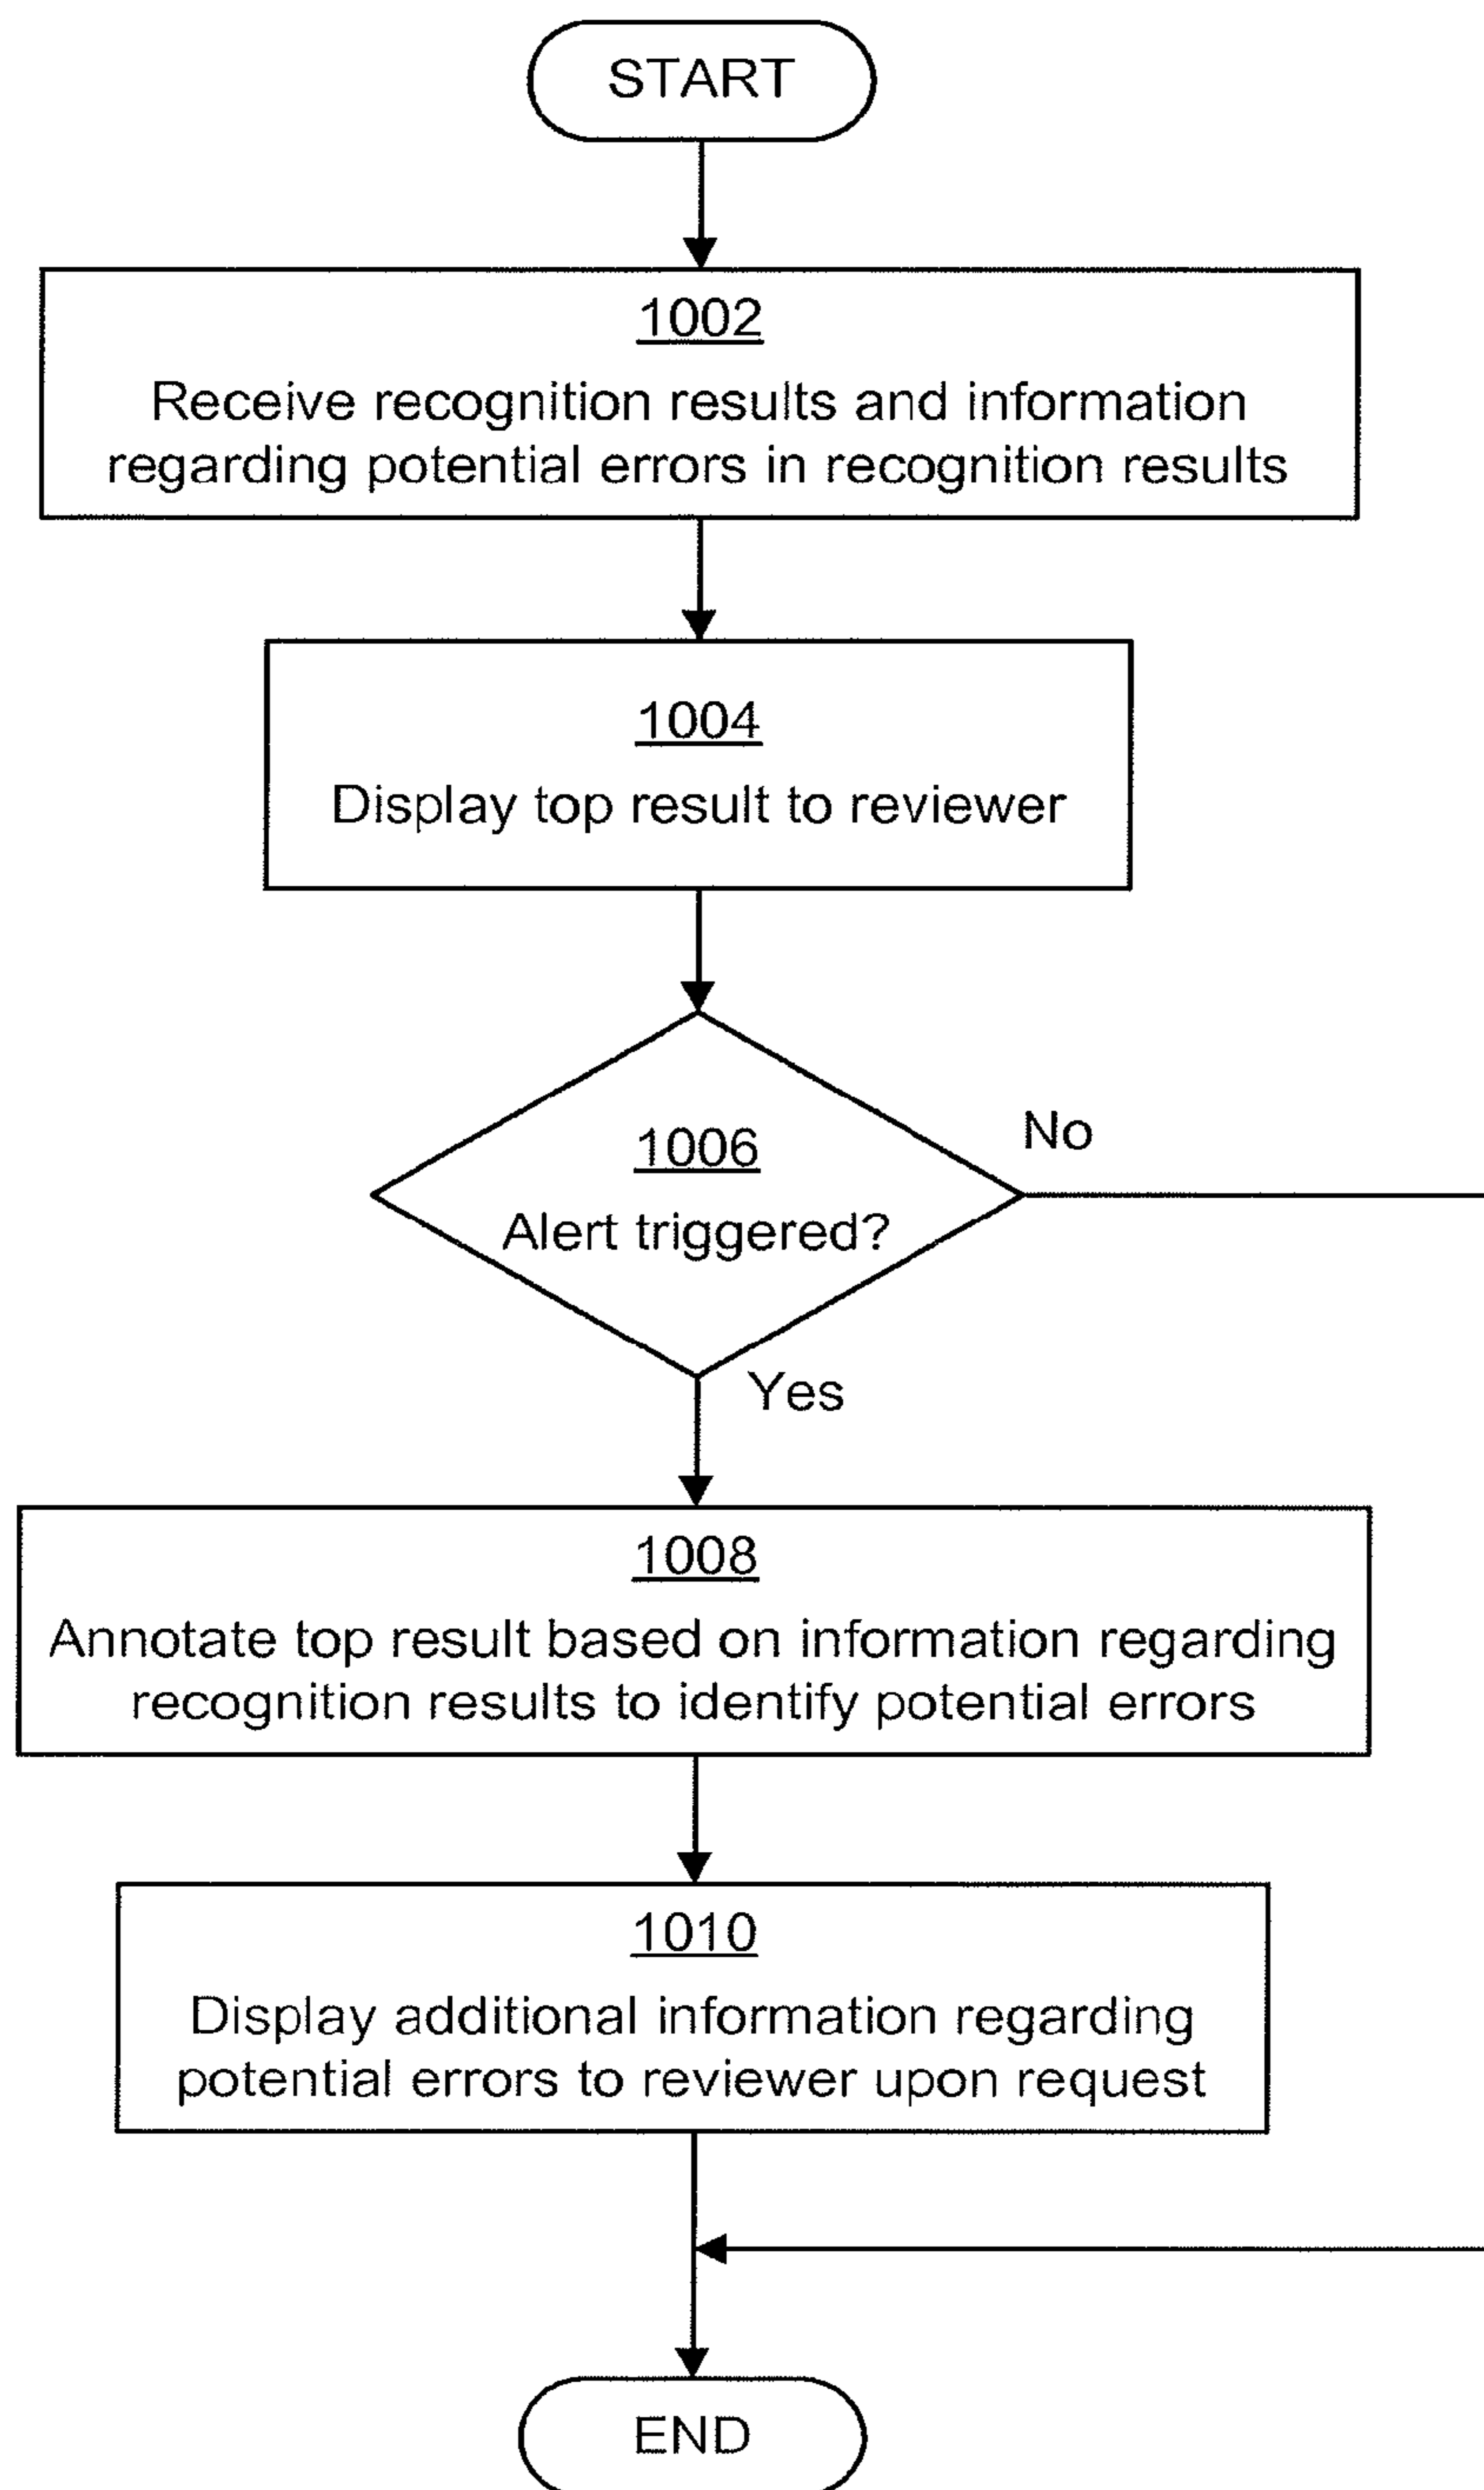 START
1002
Receive recognition results and information
regarding potential errors in recognition results
1004
Display top result to reviewer
1006
Alert triggered?
No
Yes
1008
Annotate top result based on information regarding
recognition results to identify potential errors
1010
Display additional information regarding
potential errors to reviewer upon request
END